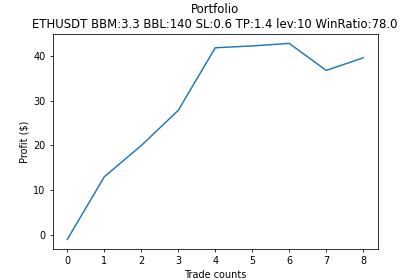 Portfolio
ETHUSDT BBM:3.3 BBL:140 SL:0.6 TP:1.4 lev:10 WinRatio:78.0
40
30
20
10
0
Profit ($)
0 1 2 3 4 5 6 7 8
Trade counts